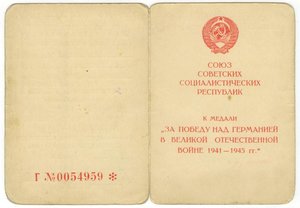 Г №0054959 *
СОЮЗ
СОВЕТСКИХ
СОЦИАЛИСТИЧЕСКИХ
РЕСПУБЛИК
К МЕДАЛИ
„ЗА ПОБЕДУ НАД ГЕРМАНИЕЙ
В ВЕЛИКОЙ ОТЕЧЕСТВЕННОЙ
ВОЙНЕ 1941—1945 гг."